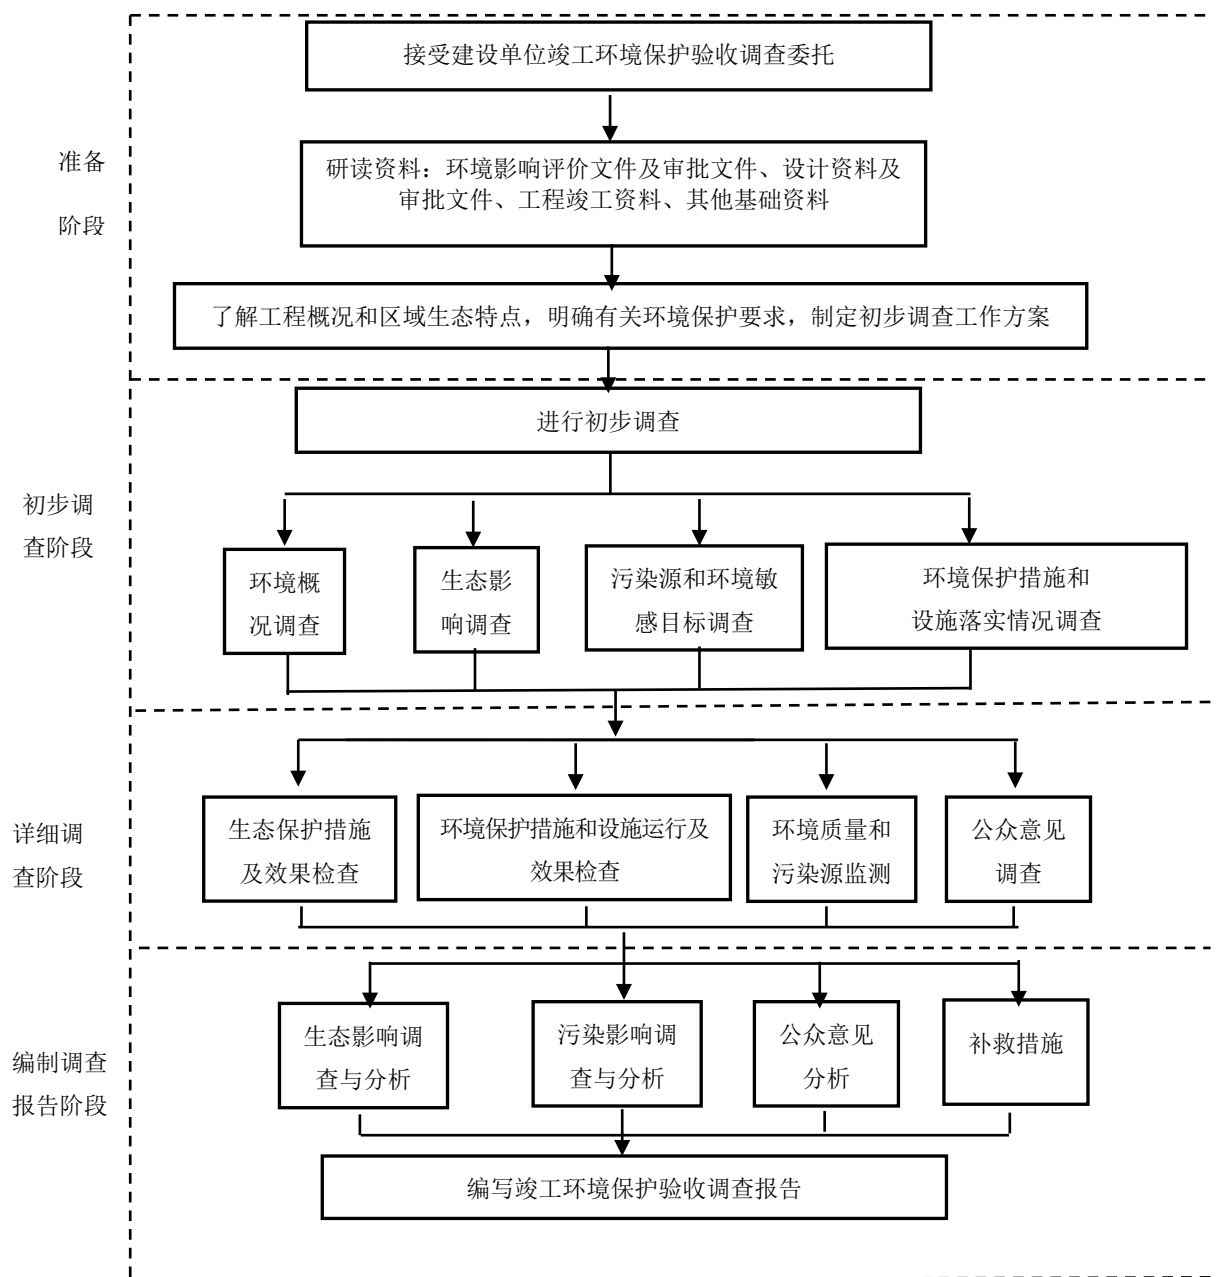 接受建设单位竣工环境保护验收调查委托
准备
阶段
研读资料：环境影响评价文件及审批文件、设计资料及
审批文件、工程竣工资料、其他基础资料
了解工程概况和区域生态特点，明确有关环境保护要求，制定初步调查工作方案
进行初步调查
初步调
查阶段
环境概
况调查
生态影
响调查
污染源和环境敏
感目标调查
环境保护措施和
设施落实情况调查
详细调
查阶段
生态保护措施
及效果检查
环境保护措施和设施运行及
效果检查
环境质量和
污染源监测
公众意见
调查
编制调查
报告阶段
生态影响调
查与分析
污染影响调
查与分析
公众意见
分析
补救措施
编写竣工环境保护验收调查报告